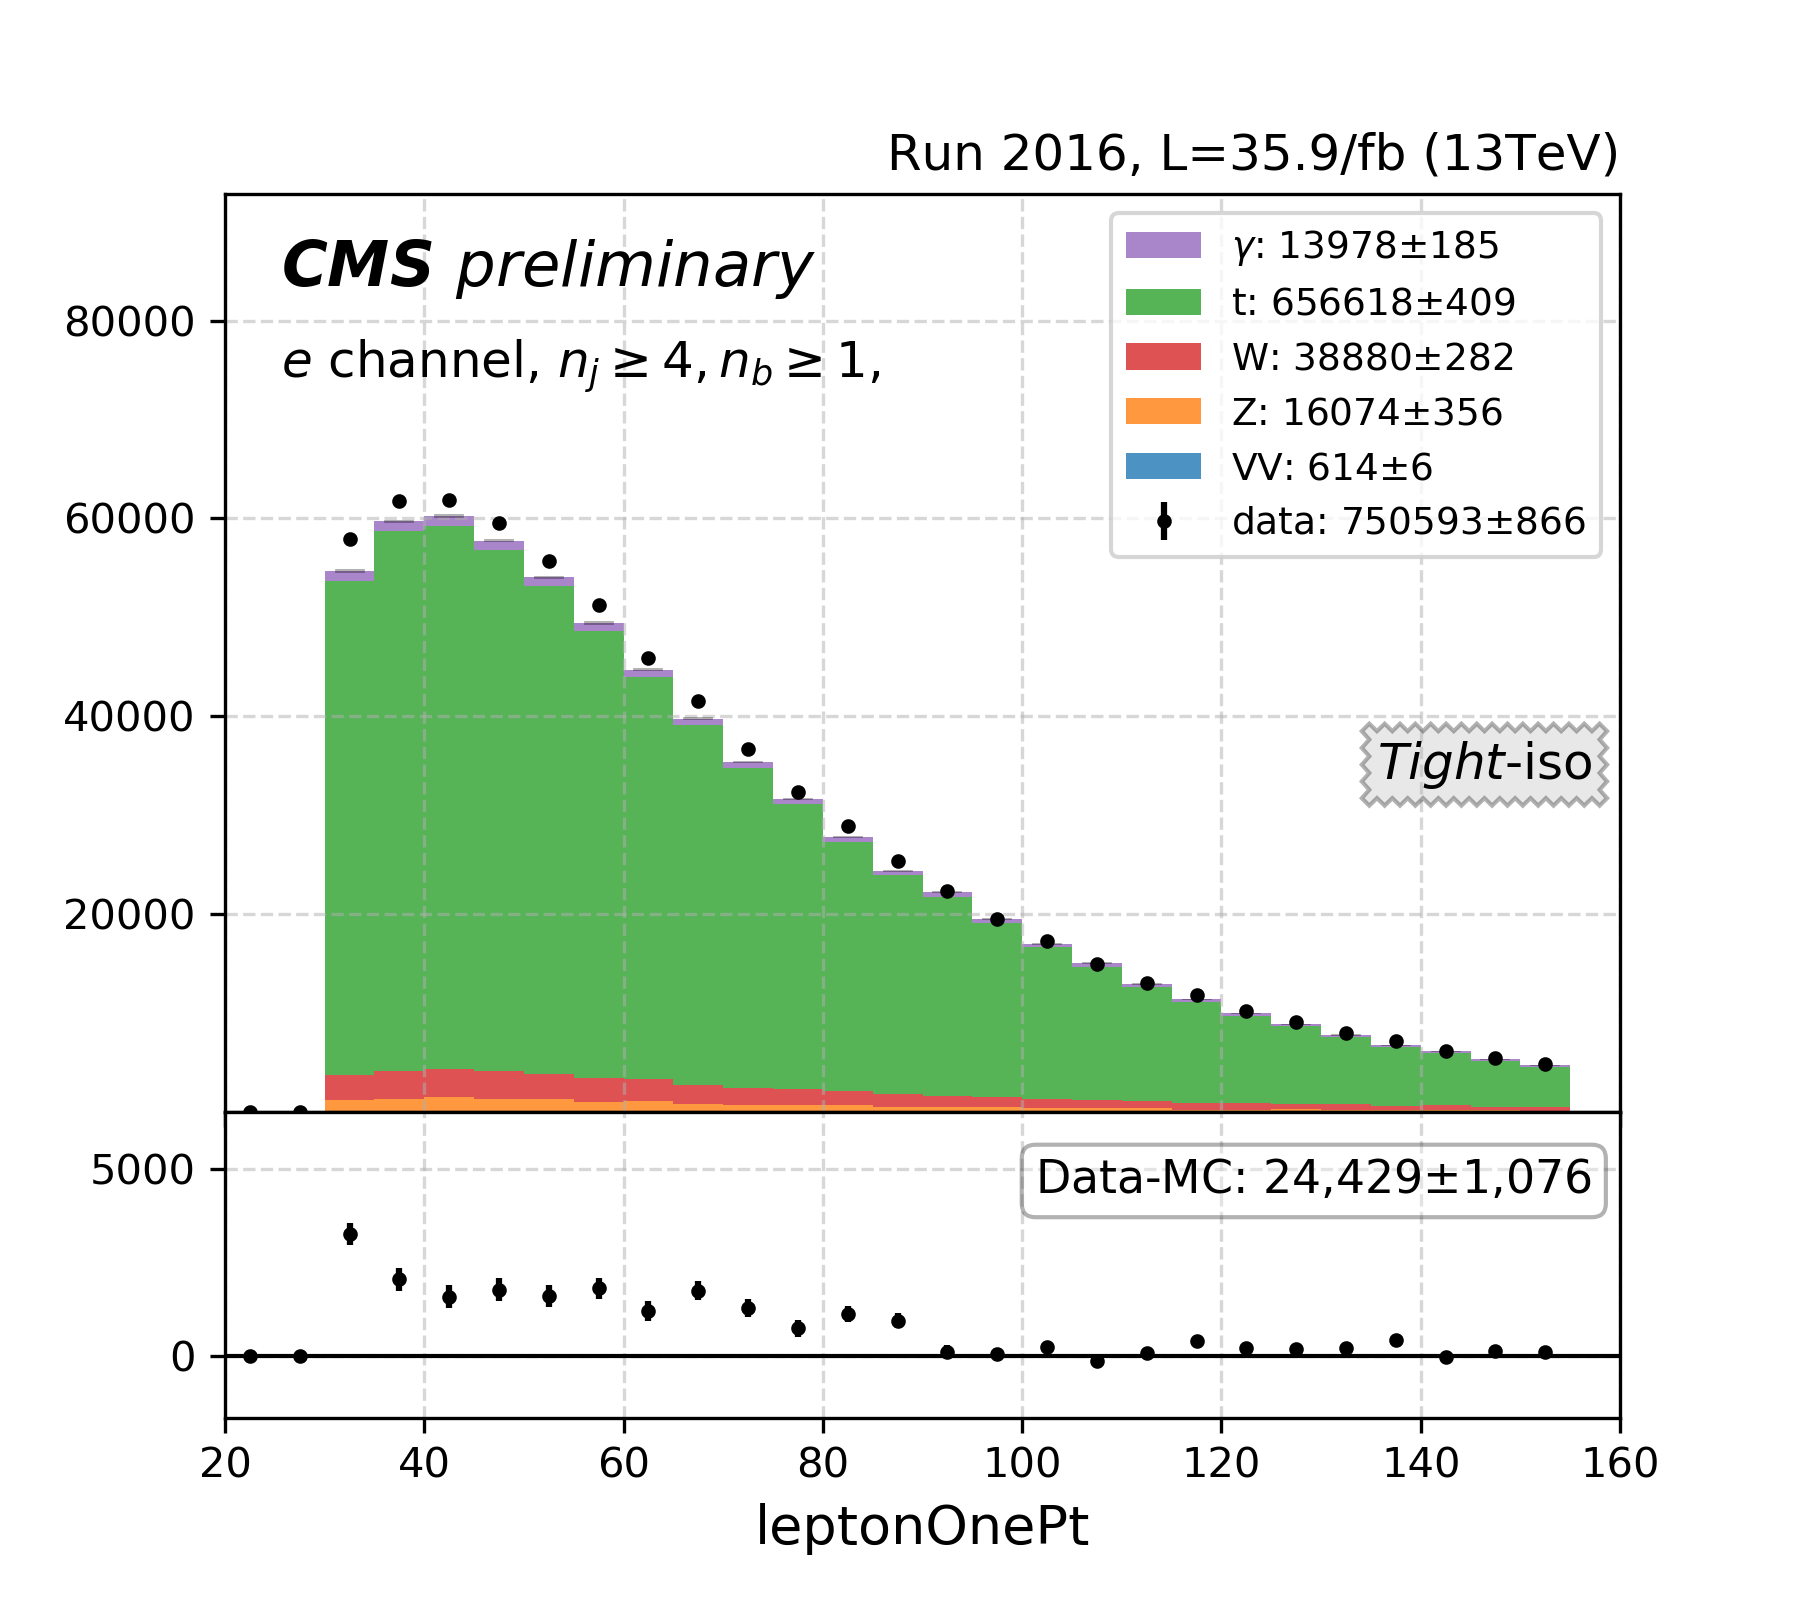 Run 2016, L=35.9/fb (13TeV)
CMS preliminary
e channel, nj ≥ 4, nb ≥ 1,
γ: 13978±185
t: 656618±409
W: 38880±282
Z: 16074±356
VV: 614±6
data: 750593±866
80000
60000
40000
20000
Tight-iso
Data-MC: 24,429±1,076
5000
0
20 40 60 80 100 120 140 160
leptonOnePt